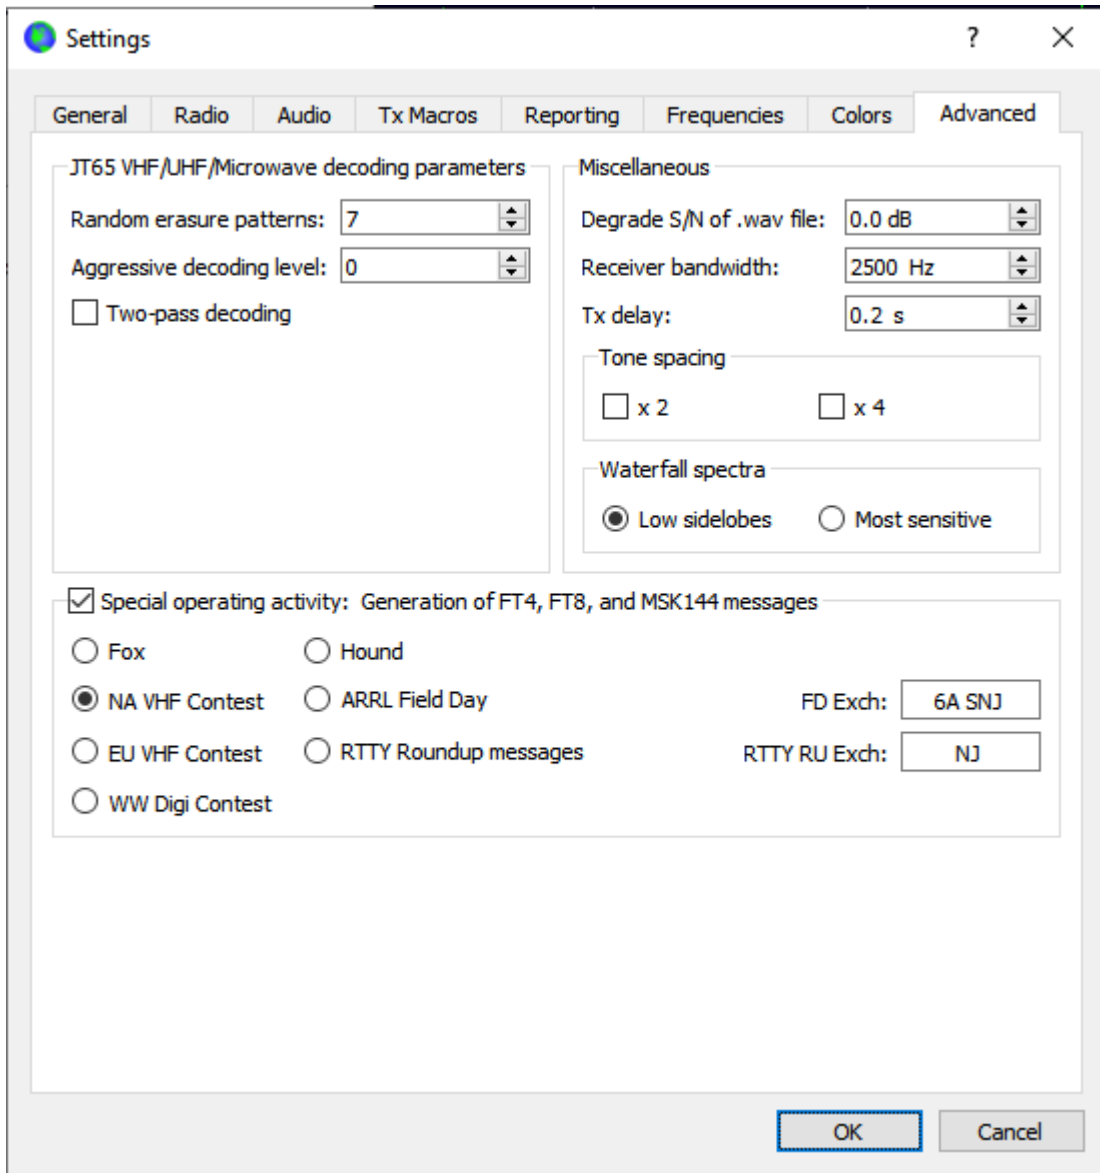 Settings
?
General Radio Audio Tx Macros Reporting Frequencies Colors Advanced
JT65 VHF/UHF/Microwave decoding parameters
Random erasure patterns: 7
Aggressive decoding level: 0
Two-pass decoding
Miscellaneous
Degrade S/N of .wav file: 0.0 dB
Receiver bandwidth: 2500 Hz
Tx delay: 0.2 s
Tone spacing
x 2 x 4
Waterfall spectra
Low sidelobes Most sensitive
Special operating activity: Generation of FT4, FT8, and MSK144 messages
Fox Hound
NA VHF Contest ARRL Field Day FD Exch: 6A SNJ
EU VHF Contest RTTY Roundup messages RTTY RU Exch: NJ
WW Digi Contest
OK Cancel